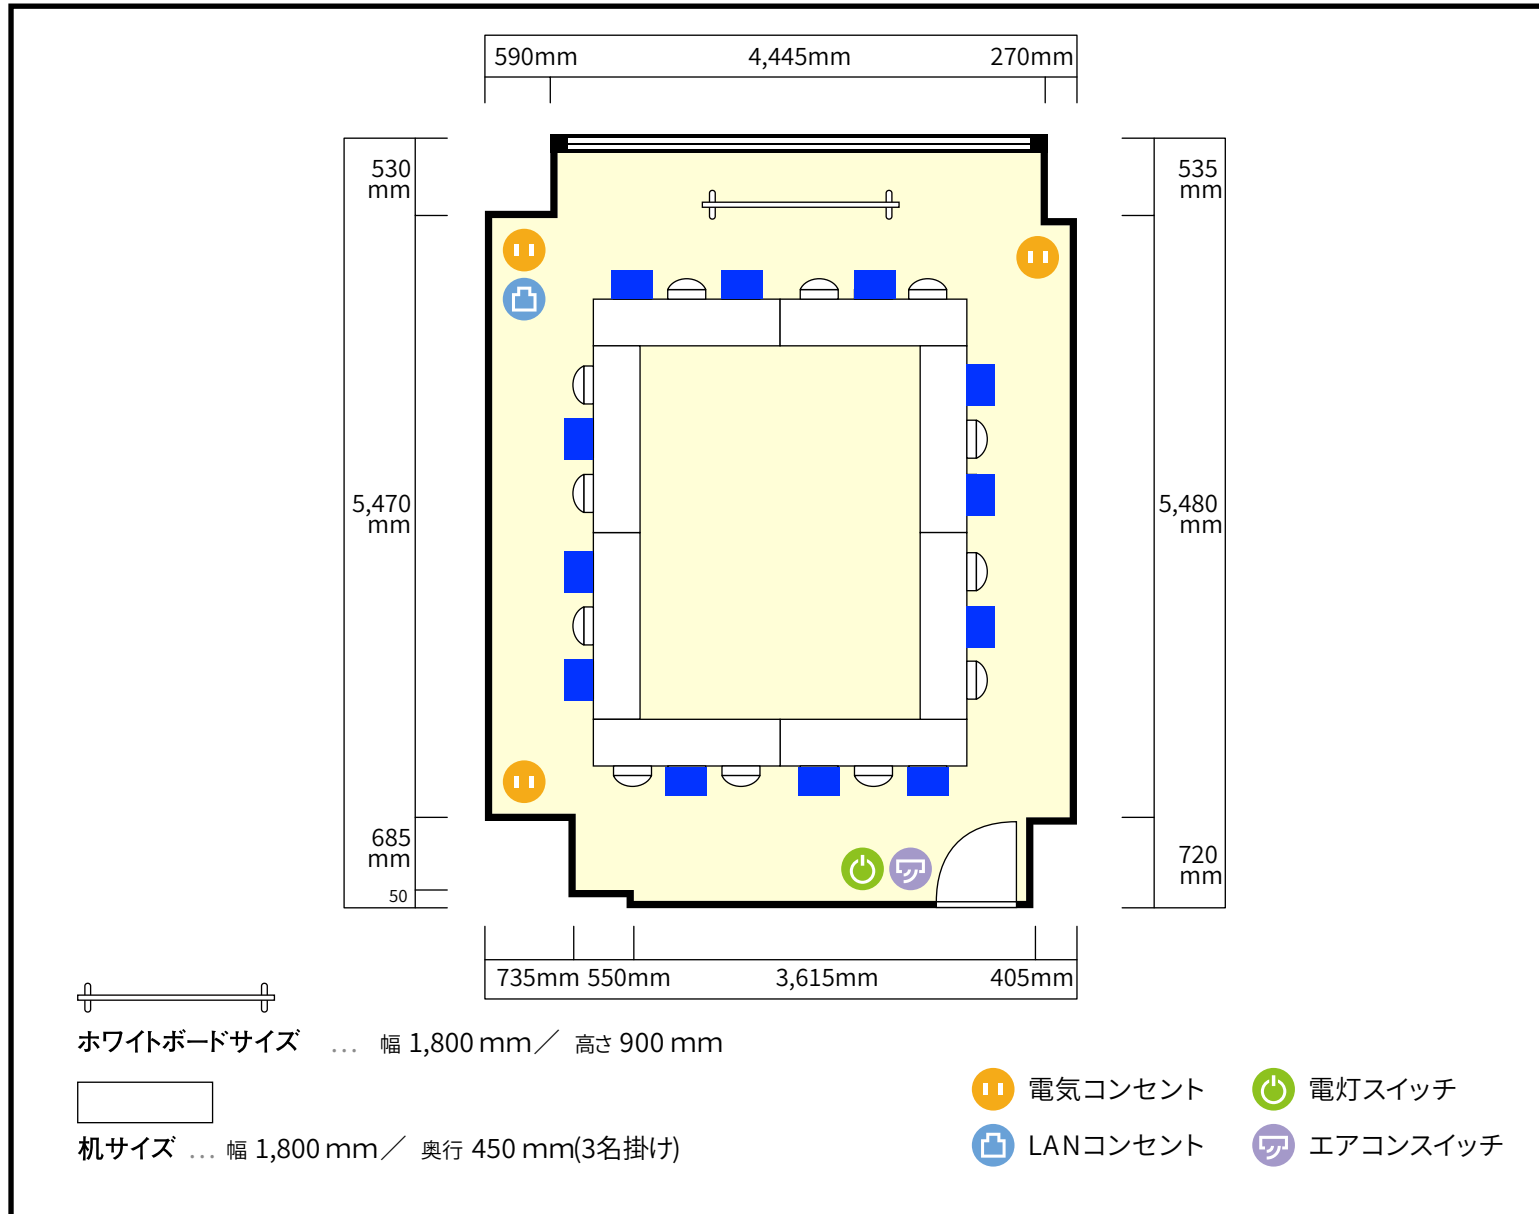 590mm 4,445mm 270mm
530
mm
535
mm
5,470
mm
5,480
mm
685
mm
720
mm
50
735mm 550mm 3,615mm 405mm
ホワイトボードサイズ … 幅 1,800 mm／ 高さ 900 mm
机サイズ … 幅 1,800 mm／ 奥行 450 mm(3名掛け)
電気コンセント
電灯スイッチ
LANコンセント
エアコンスイッチ